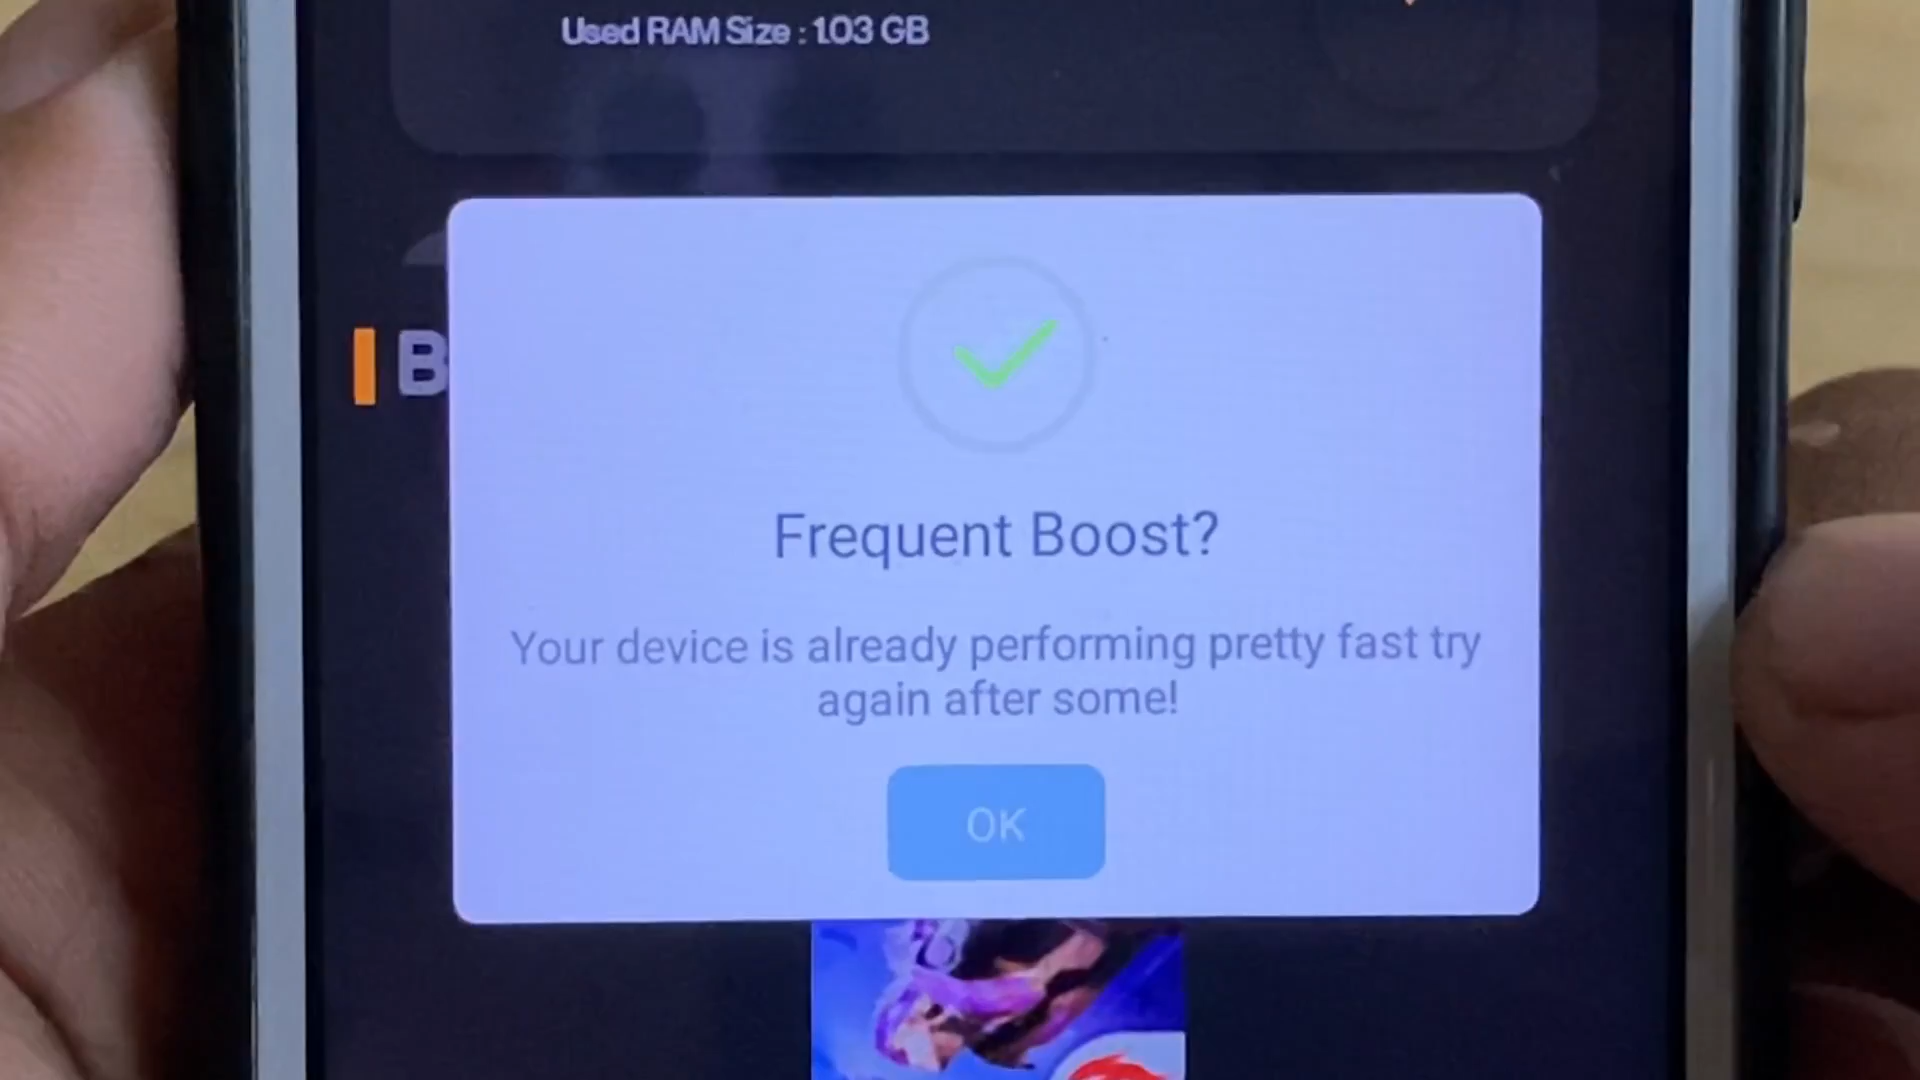 Used RAM Size : 1.03 GB
B
Frequent Boost?
Your device is already performing pretty fast try
again after some!
OK